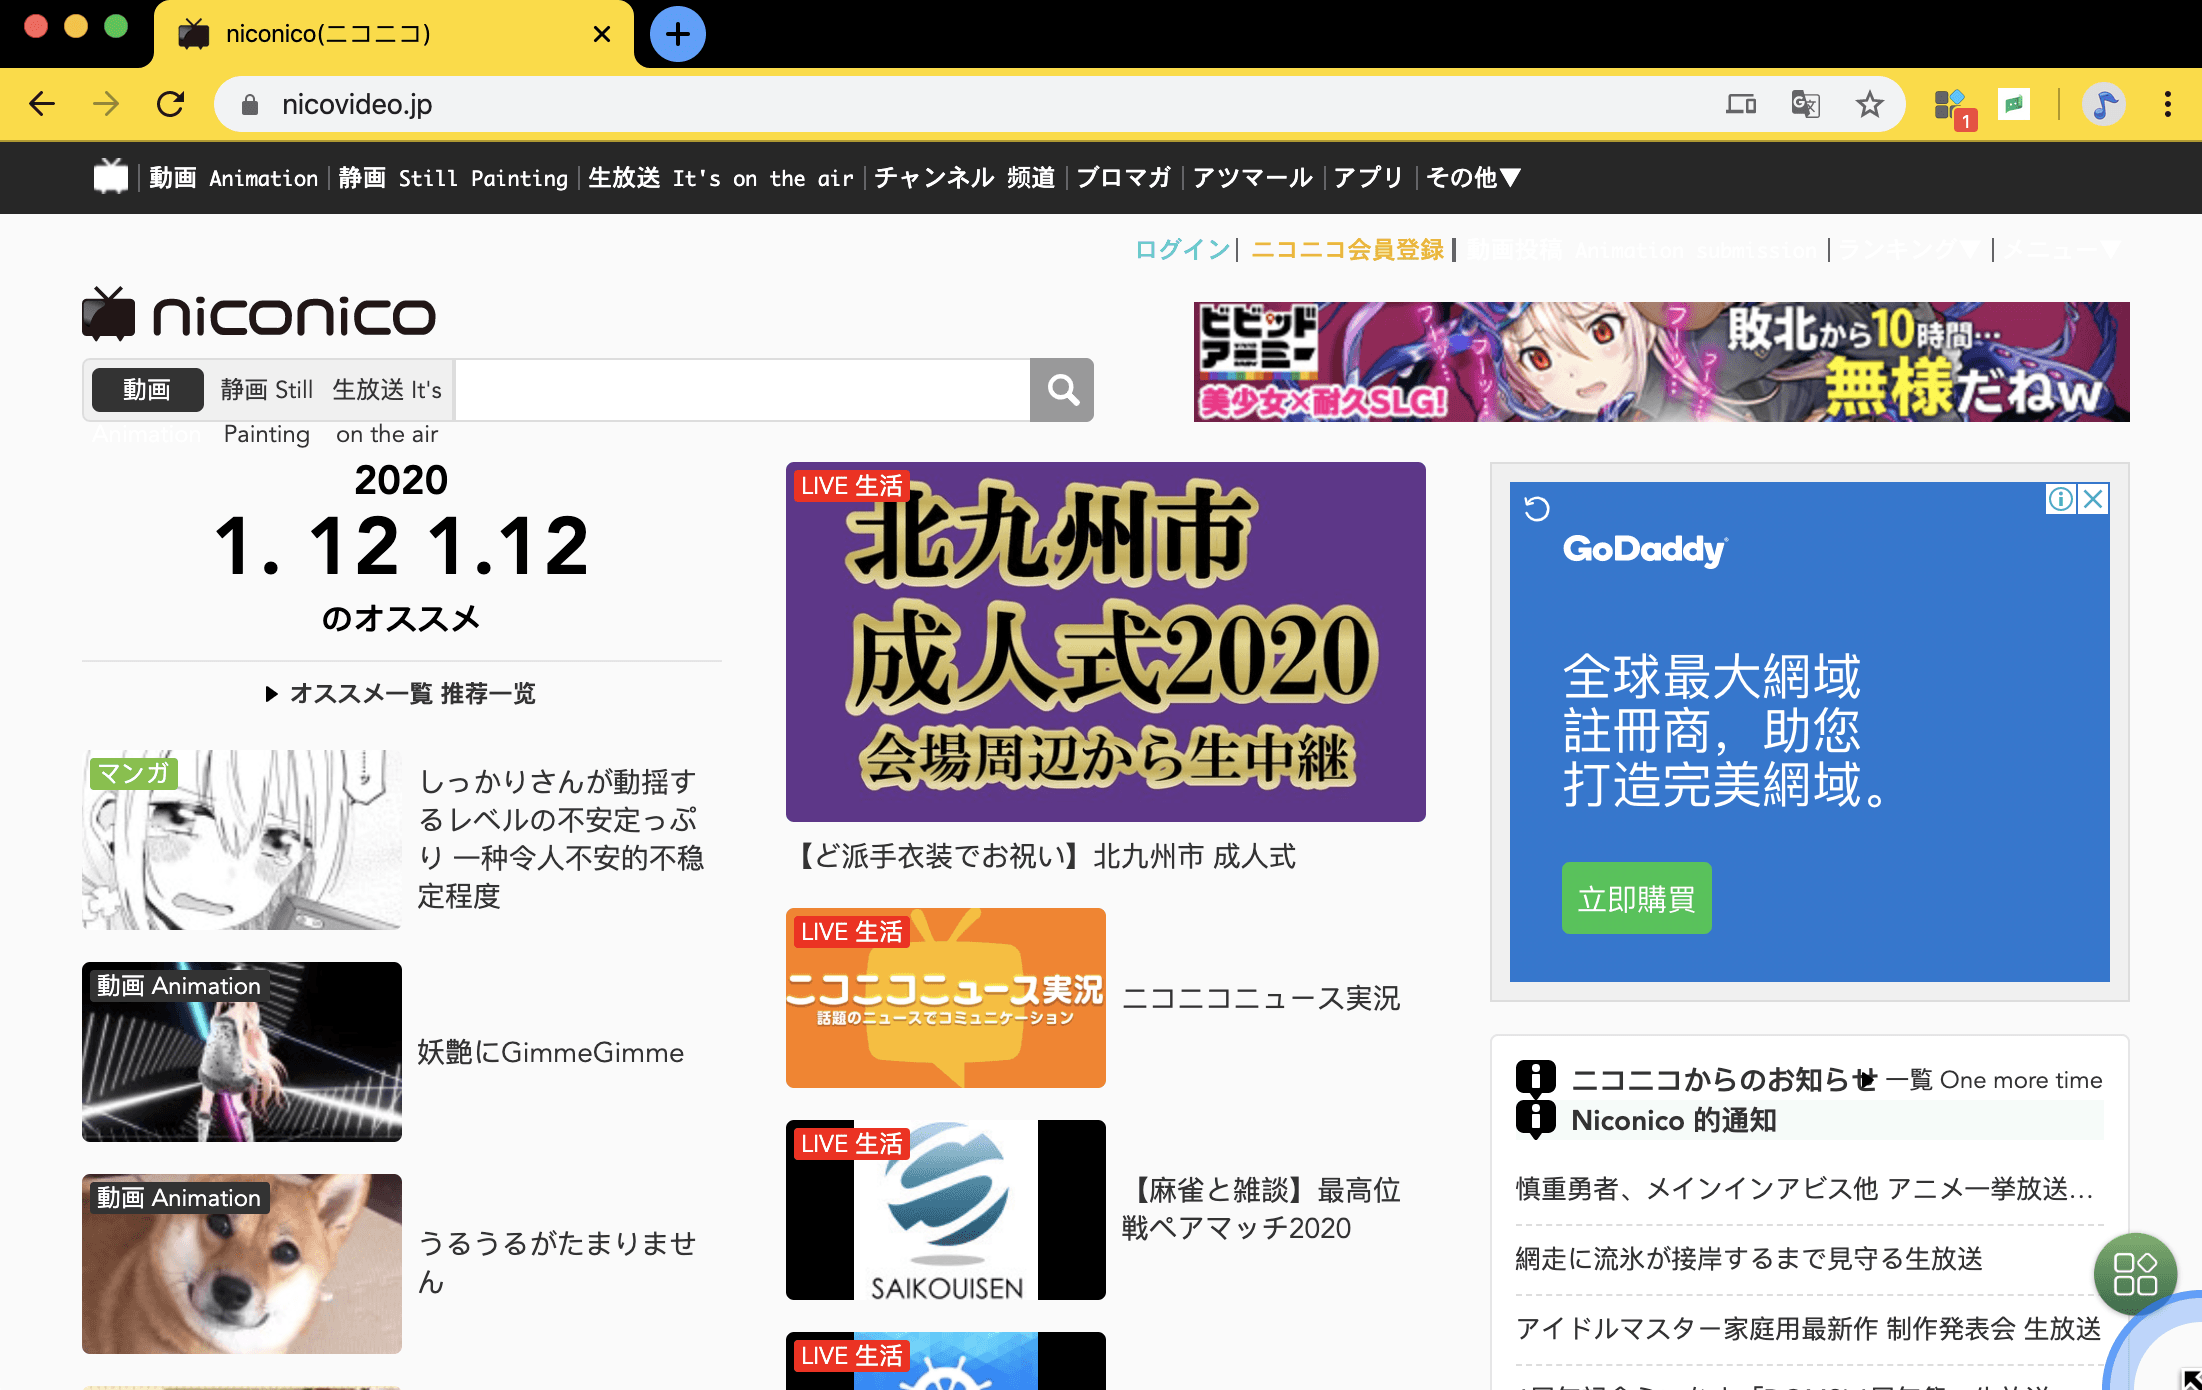 niconico(ニコニコ)
nicovideo.jp
1
動画 Animation 静画 Still Painting 生放送 It's on the air チャンネル 频道 ブロマガ アツマール アプリ その他▼
ログイン ニコニコ会員登録 動画投稿 Animation submission ランキング▼ メニュー▼
niconico
動画 静画 Still 生放送 It's
Animation Painting on the air
ビビッド
アーミー
美少女×耐久SLG!
敗北から10時間…
無様だねw
2020
1. 12 1.12
のオススメ
オススメ一覧 推荐一览
マンガ
しっかりさんが動揺す
るレベルの不安定っぷ
り 一种令人不安的不稳
定程度
動画 Animation
妖艶にGimmeGimme
動画 Animation
うるうるがたまりませ
ん
LIVE 生活
北九州市
成人式2020
会場周辺から生中継
【ど派手衣装でお祝い】北九州市 成人式
LIVE 生活
ニコニコニュース実況
話題のニュースでコミュニケーション
ニコニコニュース実況
LIVE 生活
SAIKOUISEN
【麻雀と雑談】最高位
戦ペアマッチ2020
LIVE 生活
GoDaddy
全球最大網域
註冊商，助您
打造完美網域。
立即購買
ニコニコからのお知らせ 一覧 One more time
Niconico 的通知
慎重勇者、メインインアビス他 アニメ一挙放送…
網走に流氷が接岸するまで見守る生放送
アイドルマスター家庭用最新作 制作発表会 生放送